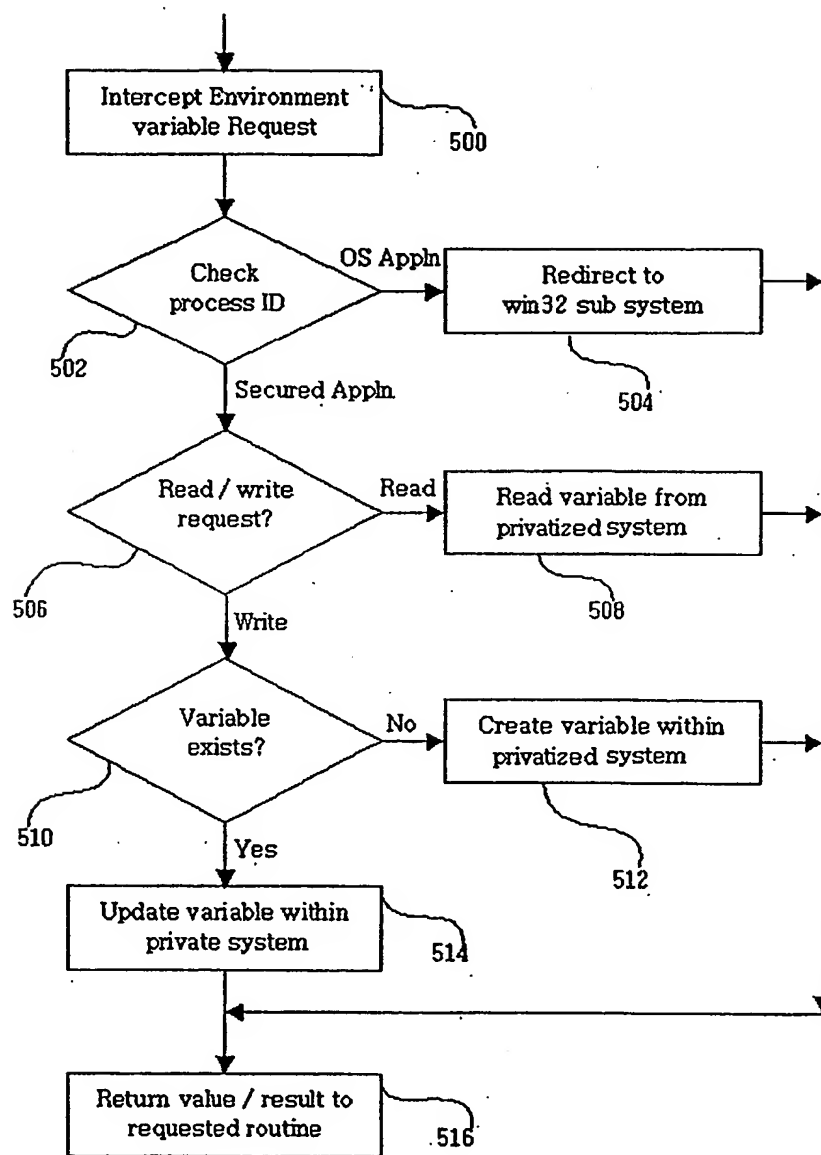 Intercept Environment
variable Request
500
Check
process ID
OS Appln
Redirect to
win32 sub system
502
504
Secured Appln.
Read / write
request?
Read
Read variable from
privatized system
506
508
Write
Variable
exists?
No
Create variable within
privatized system
510
512
Yes
Update variable within
private system
514
Return value / result to
requested routine
516